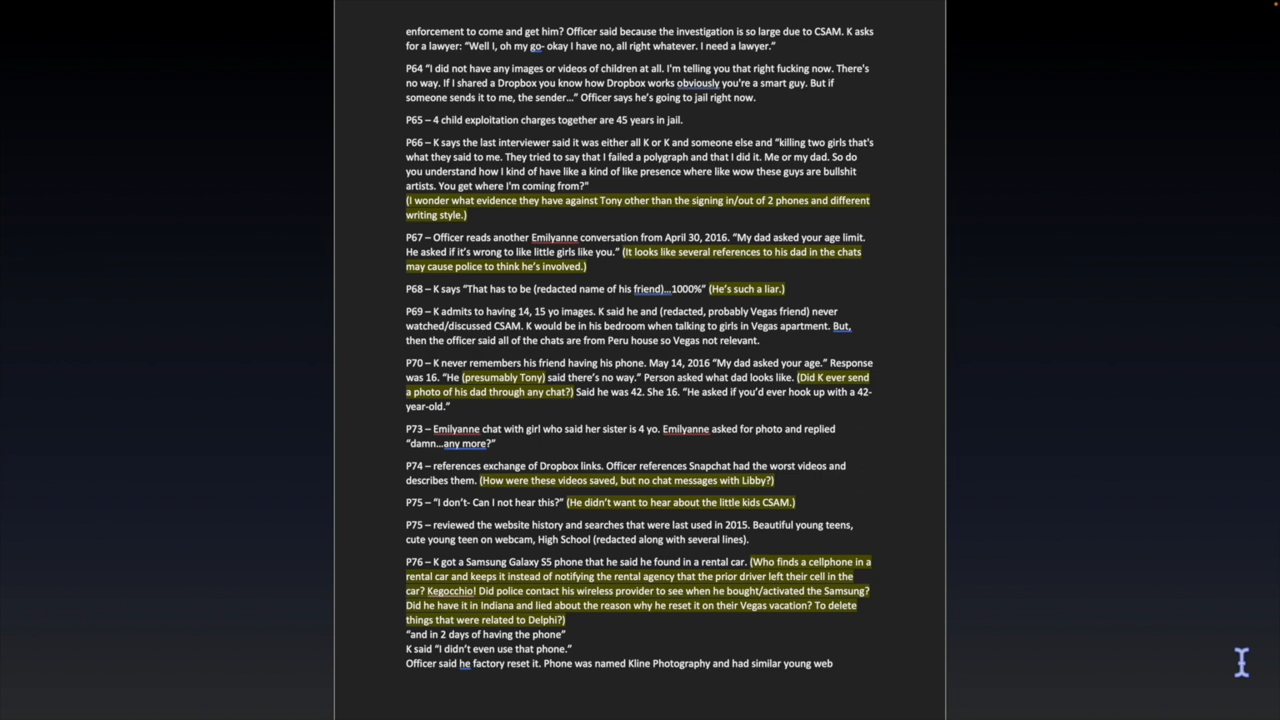 enforcement to come and get him? Officer said because the investigation is so large due to CSAM. K asks
for a lawyer: “Well I, oh my go- okay I have no, all right whatever. I need a lawyer.”
P64 “I did not have any images or videos of children at all. I'm telling you that right fucking now. There's
no way. If I shared a Dropbox you know how Dropbox works obviously you're a smart guy. But if
someone sends it to me, the sender…” Officer says he’s going to jail right now.
P65 – 4 child exploitation charges together are 45 years in jail.
P66 – K says the last interviewer said it was either all K or K and someone else and “killing two girls that's
what they said to me. They tried to say that I failed a polygraph and that I did it. Me or my dad. So do
you understand how I kind of have like a kind of like presence where like wow these guys are bullshit
artists. You get where I'm coming from?"
(I wonder what evidence they have against Tony other than the signing in/out of 2 phones and different
writing style.)
P67 – Officer reads another Emilyanne conversation from April 30, 2016. “My dad asked your age limit.
He asked if it’s wrong to like little girls like you.” (It looks like several references to his dad in the chats
may cause police to think he’s involved.)
P68 – K says “That has to be (redacted name of his friend)…1000%” (He’s such a liar.)
P69 – K admits to having 14, 15 yo images. K said he and (redacted, probably Vegas friend) never
watched/discussed CSAM. K would be in his bedroom when talking to girls in Vegas apartment. But,
then the officer said all of the chats are from Peru house so Vegas not relevant.
P70 – K never remembers his friend having his phone. May 14, 2016 “My dad asked your age.” Response
was 16. “He (presumably Tony) said there’s no way.” Person asked what dad looks like. (Did K ever send
a photo of his dad through any chat?) Said he was 42. She 16. “He asked if you’d ever hook up with a 42-
year-old.”
P73 – Emilyanne chat with girl who said her sister is 4 yo. Emilyanne asked for photo and replied
“damn…any more?”
P74 – references exchange of Dropbox links. Officer references Snapchat had the worst videos and
describes them. (How were these videos saved, but no chat messages with Libby?)
P75 – “I don’t- Can I not hear this?” (He didn’t want to hear about the little kids CSAM.)
P75 – reviewed the website history and searches that were last used in 2015. Beautiful young teens,
cute young teen on webcam, High School (redacted along with several lines).
P76 – K got a Samsung Galaxy S5 phone that he said he found in a rental car. (Who finds a cellphone in a
rental car and keeps it instead of notifying the rental agency that the prior driver left their cell in the
car? Kegocchio! Did police contact his wireless provider to see when he bought/activated the Samsung?
Did he have it in Indiana and lied about the reason why he reset it on their Vegas vacation? To delete
things that were related to Delphi?)
“and in 2 days of having the phone”
K said “I didn’t even use that phone.”
Officer said he factory reset it. Phone was named Kline Photography and had similar young web